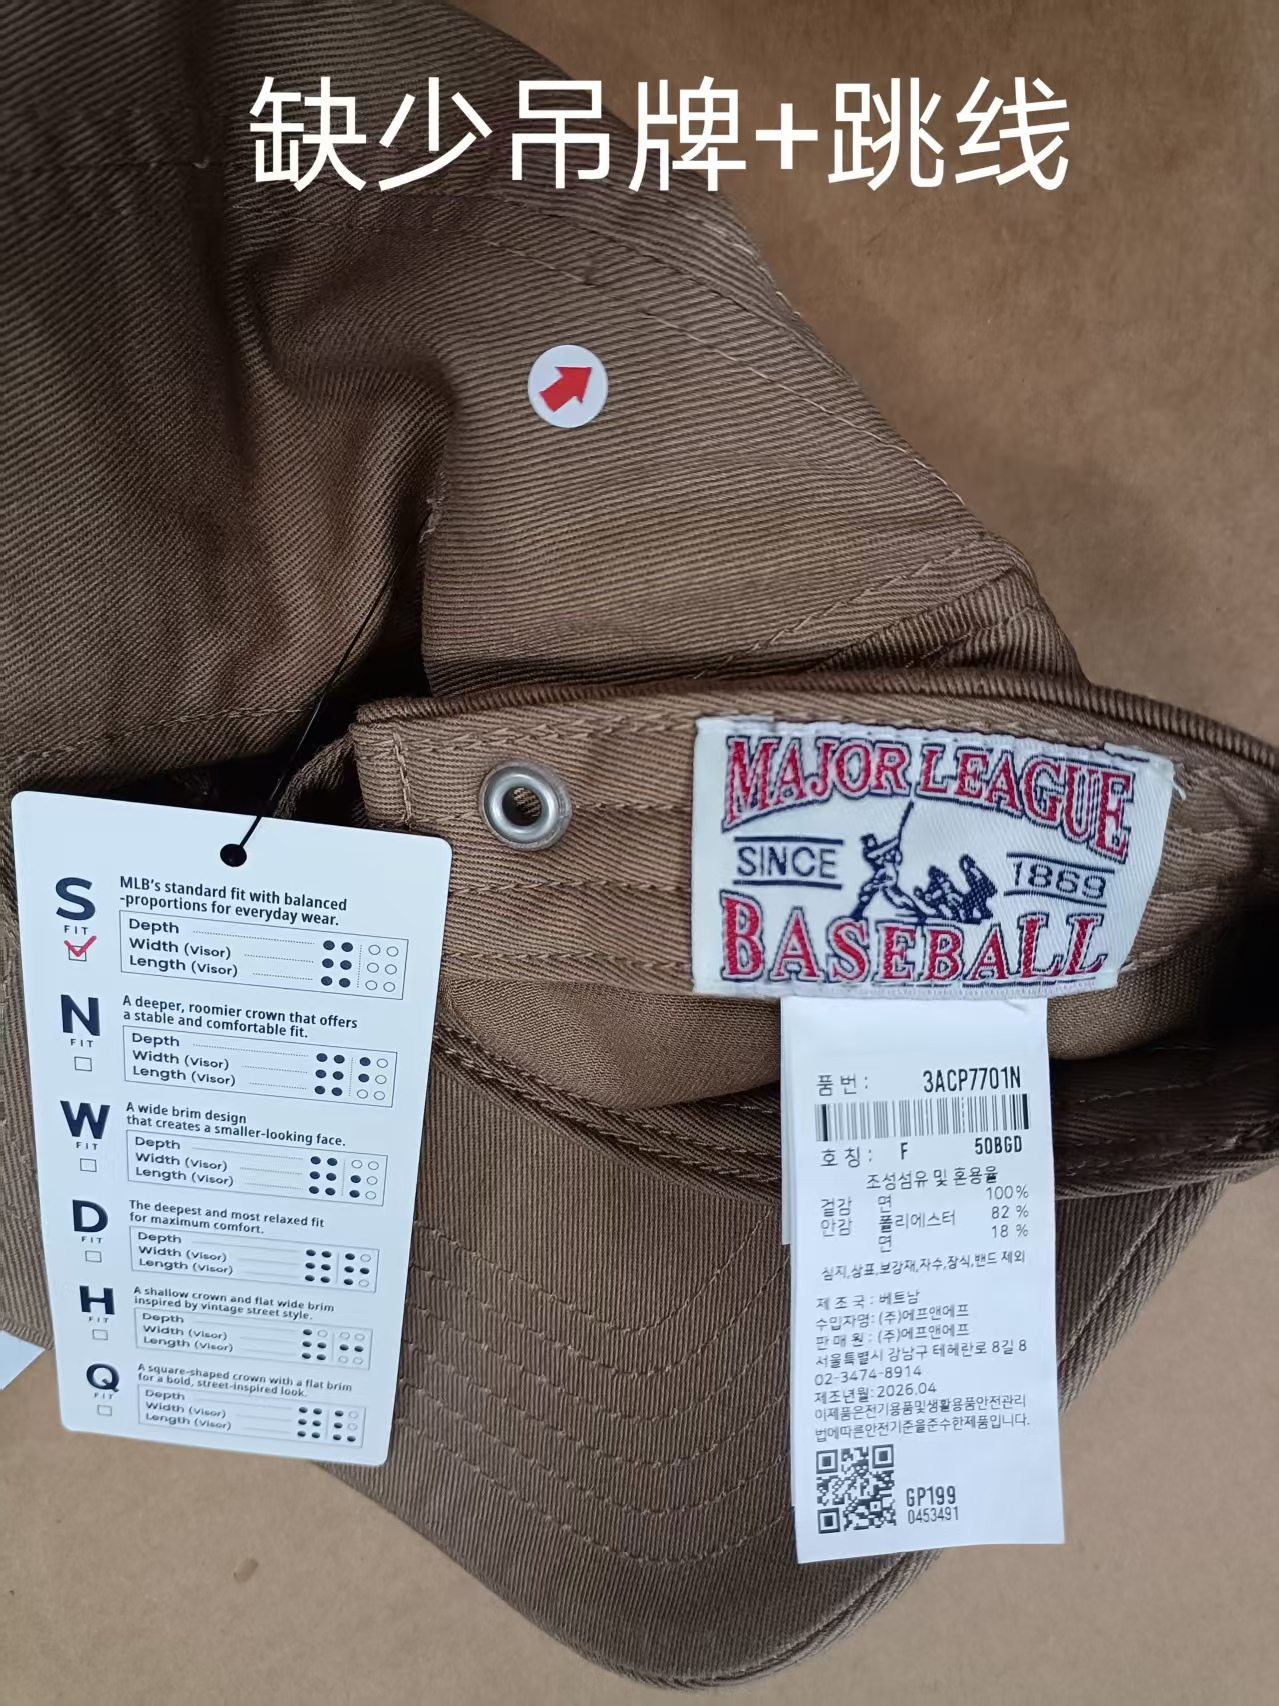 缺少吊牌+跳线
S
FIT
MLB's standard fit with balanced
-proportions for everyday wear.
Depth
Width (Visor)
Length (Visor)
N
FIT
A deeper, roomier crown that offers
a stable and comfortable fit.
Depth
Width (Visor)
Length (Visor)
W
FIT
A wide brim design
that creates a smaller-looking face.
Depth
Width (Visor)
Length (Visor)
D
FIT
The deepest and most relaxed fit
for maximum comfort.
Depth
Width (Visor)
Length (Visor)
H
FIT
A shallow crown and flat wide brim
inspired by vintage street style.
Depth
Width (Visor)
Length (Visor)
Q
FIT
A square-shaped crown with a flat brim
for a bold, street-inspired look.
Depth
Width (Visor)
Length (Visor)
MAJOR LEAGUE
SINCE 1869
BASEBALL
품번: 3ACP7701N
호칭: F 50BGD
조성섬유 및 혼용율
겉감 면 100%
안감 폴리에스터 82 %
면 18 %
심지,상표,보강재,자수,장식,밴드 제외
제조국: 베트남
수입자명: (주)에프앤에프
판매원: (주)에프앤에프
서울특별시 강남구 테헤란로 8길 8
02-3474-8914
제조년월: 2026.04
이제품은전기용품및생활용품안전관리
법에따른안전기준을준수한제품입니다.
GP199
0453491